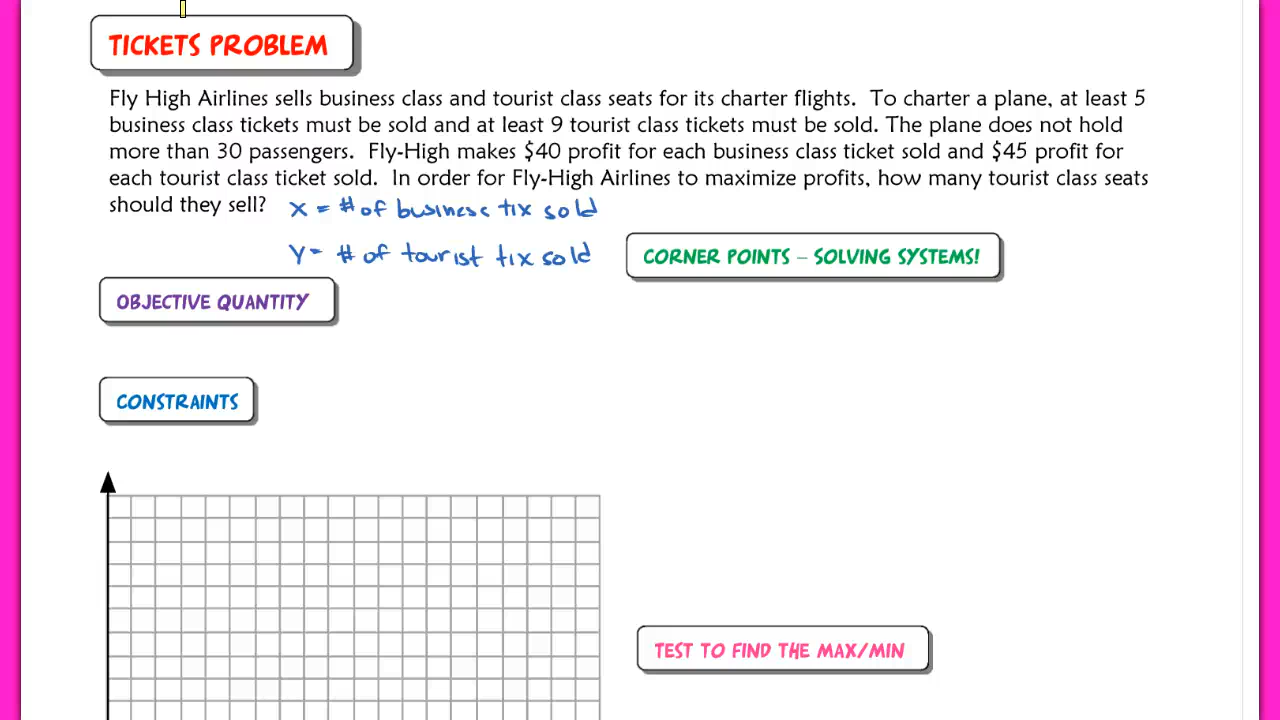 TICKETS PROBLEM
Fly High Airlines sells business class and tourist class seats for its charter flights. To charter a plane, at least 5
business class tickets must be sold and at least 9 tourist class tickets must be sold. The plane does not hold
more than 30 passengers. Fly-High makes $40 profit for each business class ticket sold and $45 profit for
each tourist class ticket sold. In order for Fly-High Airlines to maximize profits, how many tourist class seats
should they sell?
X = # of business tix sold
Y = # of tourist tix sold
CORNER POINTS – SOLVING SYSTEMS!
OBJECTIVE QUANTITY
CONSTRAINTS
TEST TO FIND THE MAX/MIN